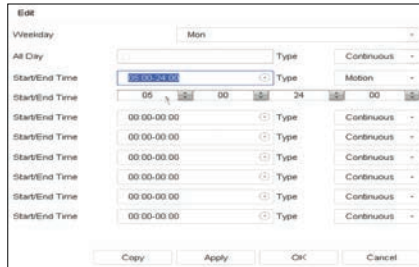 Edit
Weekday Mon
All Day Type Continuous
Start/End Time 05:00-24:00 Type Motion
Start/End Time 05 00 24 00
Start/End Time 00:00-00:00 Type Continuous
Start/End Time 00:00-00:00 Type Continuous
Start/End Time 00:00-00:00 Type Continuous
Start/End Time 00:00-00:00 Type Continuous
Start/End Time 00:00-00:00 Type Continuous
Start/End Time 00:00-00:00 Type Continuous
Copy Apply OK Cancel